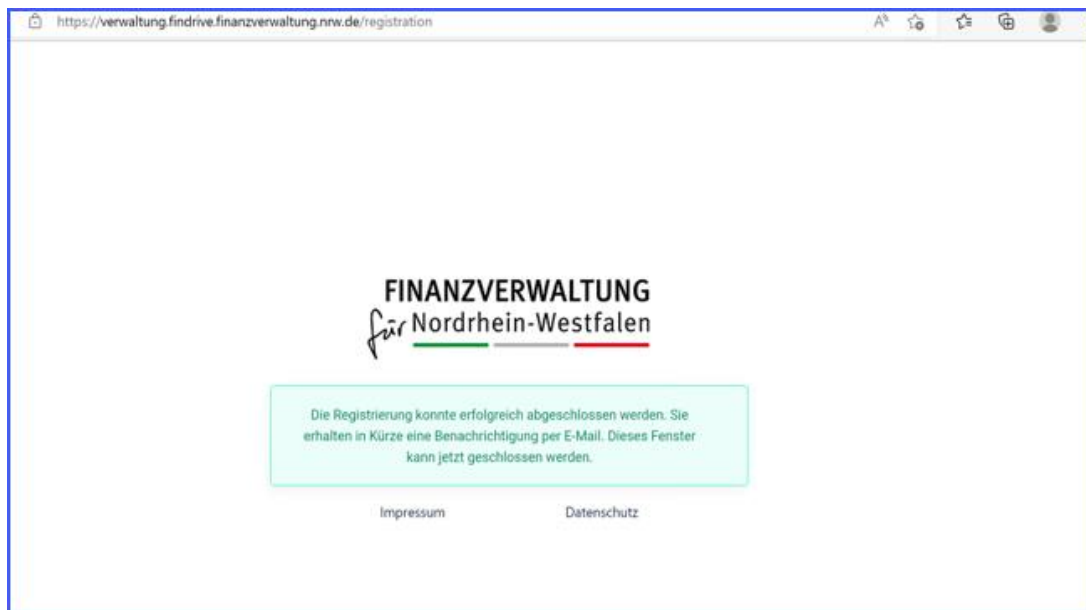 https://verwaltung.findrive.finanzverwaltung.nrw.de/registration
FINANZVERWALTUNG
für Nordrhein-Westfalen
Die Registrierung konnte erfolgreich abgeschlossen werden. Sie
erhalten in Kürze eine Benachrichtigung per E-Mail. Dieses Fenster
kann jetzt geschlossen werden.
Impressum Datenschutz